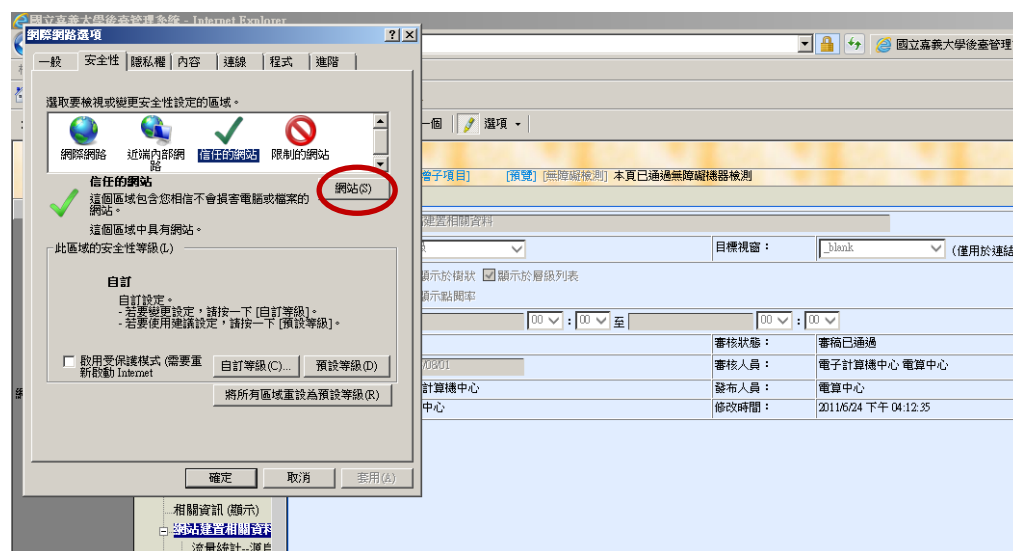 國立嘉義大學後臺管理系統 - Internet Explorer
網際網路選項
國立嘉義大學後臺管理
一般 安全性 隱私權 內容 連線 程式 進階
選取要檢視或變更安全性設定的區域。
一個 選項
網際網路 近端內部網路 信任的網站 限制的網站
增子項目] [預覽] [無障礙檢測] 本頁已通過無障礙機器檢測
信任的網站
網站(S)
這個區域包含您相信不會損害電腦或檔案的
網站。
這個區域中具有網站。
建置相關資料
此區域的安全性等級(L)
目標視窗: _blank (僅用於連結
自訂
顯示於樹狀 顯示於層級列表
自訂設定。
顯示點閱率
- 若要變更設定,請按一下 [自訂等級]。
- 若要使用建議設定,請按一下 [預設等級]。
00 : 00 至 00 : 00
審核狀態: 審稿已通過
啟用受保護模式 (需要重
新啟動 Internet
自訂等級(C)... 預設等級(D)
/08/01 審核人員: 電子計算機中心 電算中心
將所有區域重設為預設等級(R)
計算機中心 發布人員: 電算中心
中心 修改時間: 2011/6/24 下午 04:12:35
確定 取消 套用(A)
相關資訊 (顯示)
網站建置相關資料
流量統計--源自